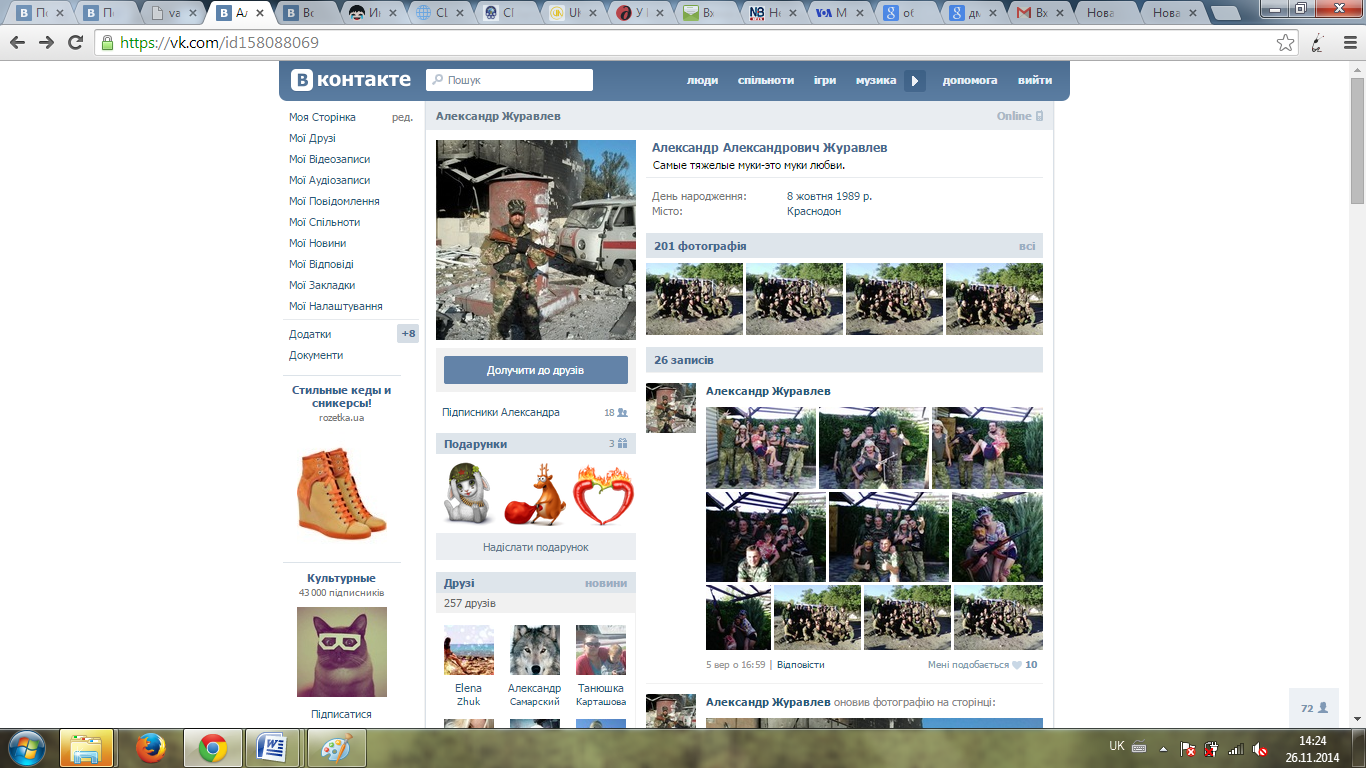 По
По
va
Ал
Вс
Ин
CL
СІ
UK
У І
Вх
Не
VOA М
об
дм
Вх
Нова
Нова
https://vk.com/id158088069
В контакте
Пошук
люди спільноти ігри музика допомога вийти
Моя Сторінка ред.
Мої Друзі
Мої Відеозаписи
Мої Аудіозаписи
Мої Повідомлення
Мої Спільноти
Мої Новини
Мої Відповіді
Мої Закладки
Мої Налаштування
Додатки +8
Документи
Стильные кеды и
сникерсы!
rozetka.ua
Культурные
43 000 підписників
Підписатися
Александр Журавлев Online
Долучити до друзів
Підписники Александра 18
Подарунки 3
Надіслати подарунок
Друзі новини
257 друзів
Elena
Zhuk
Александр
Самарский
Танюшка
Карташова
Александр Александрович Журавлев
Самые тяжелые муки-это муки любви.
День народження: 8 жовтня 1989 р.
Місто: Краснодон
201 фотографія всі
26 записів
Александр Журавлев
5 вер о 16:59 | Відповісти Мені подобається 10
Александр Журавлев оновив фотографію на сторінці:
72
UK
14:24
26.11.2014